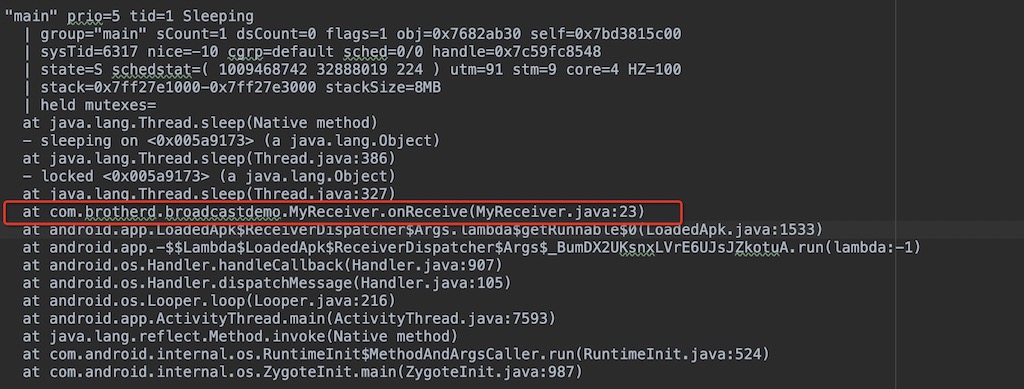 "main" prio=5 tid=1 Sleeping
| group="main" sCount=1 dsCount=0 flags=1 obj=0x7682ab30 self=0x7bd3815c00
| sysTid=6317 nice=-10 cgrp=default sched=0/0 handle=0x7c59fc8548
| state=S schedstat=( 1009468742 32888019 224 ) utm=91 stm=9 core=4 HZ=100
| stack=0x7ff27e1000-0x7ff27e3000 stackSize=8MB
| held mutexes=
at java.lang.Thread.sleep(Native method)
- sleeping on <0x005a9173> (a java.lang.Object)
at java.lang.Thread.sleep(Thread.java:386)
- locked <0x005a9173> (a java.lang.Object)
at java.lang.Thread.sleep(Thread.java:327)
at com.brotherd.broadcastdemo.MyReceiver.onReceive(MyReceiver.java:23)
at android.app.LoadedApk$ReceiverDispatcher$Args.lambda$getRunnable$0(LoadedApk.java:1533)
at android.app.-$$Lambda$LoadedApk$ReceiverDispatcher$Args$_BumDX2UKsnxLVrE6UJsJZkotuA.run(lambda:-1)
at android.os.Handler.handleCallback(Handler.java:907)
at android.os.Handler.dispatchMessage(Handler.java:105)
at android.os.Looper.loop(Looper.java:216)
at android.app.ActivityThread.main(ActivityThread.java:7593)
at java.lang.reflect.Method.invoke(Native method)
at com.android.internal.os.RuntimeInit$MethodAndArgsCaller.run(RuntimeInit.java:524)
at com.android.internal.os.ZygoteInit.main(ZygoteInit.java:987)